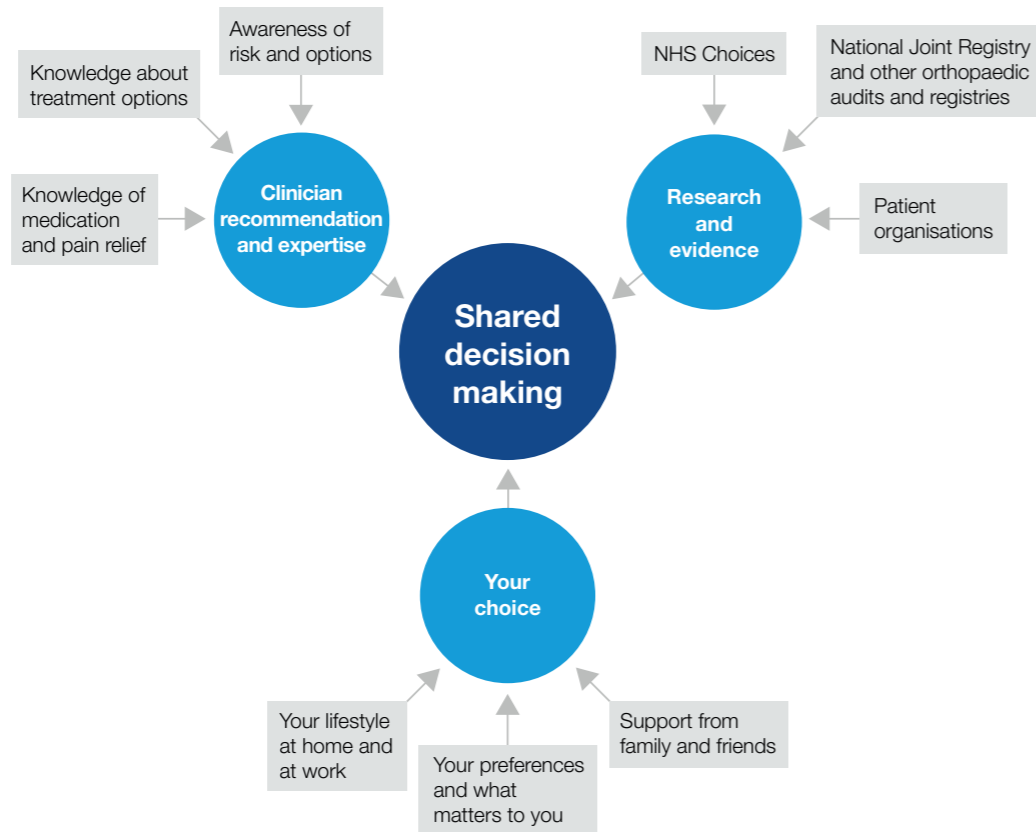 Awareness of
risk and options
Knowledge about
treatment options
Knowledge of
medication
and pain relief
Clinician
recommendation
and expertise
NHS Choices
National Joint Registry
and other orthopaedic
audits and registries
Patient
organisations
Research
and
evidence
Shared
decision
making
Your
choice
Your lifestyle
at home and
at work
Your preferences
and what
matters to you
Support from
family and friends